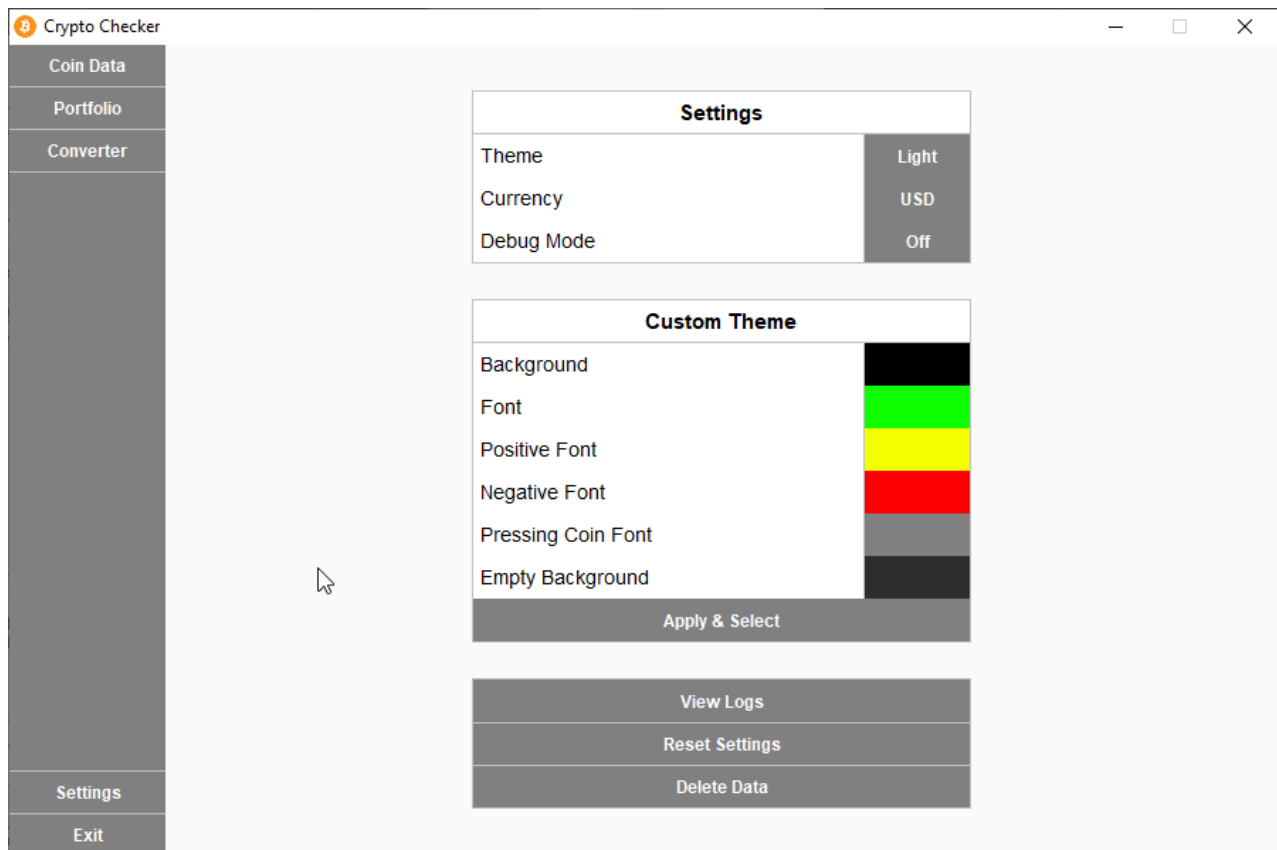 Crypto Checker
Coin Data
Portfolio
Converter
Settings
Exit
Settings
Theme Light
Currency USD
Debug Mode Off
Custom Theme
Background
Font
Positive Font
Negative Font
Pressing Coin Font
Empty Background
Apply & Select
View Logs
Reset Settings
Delete Data